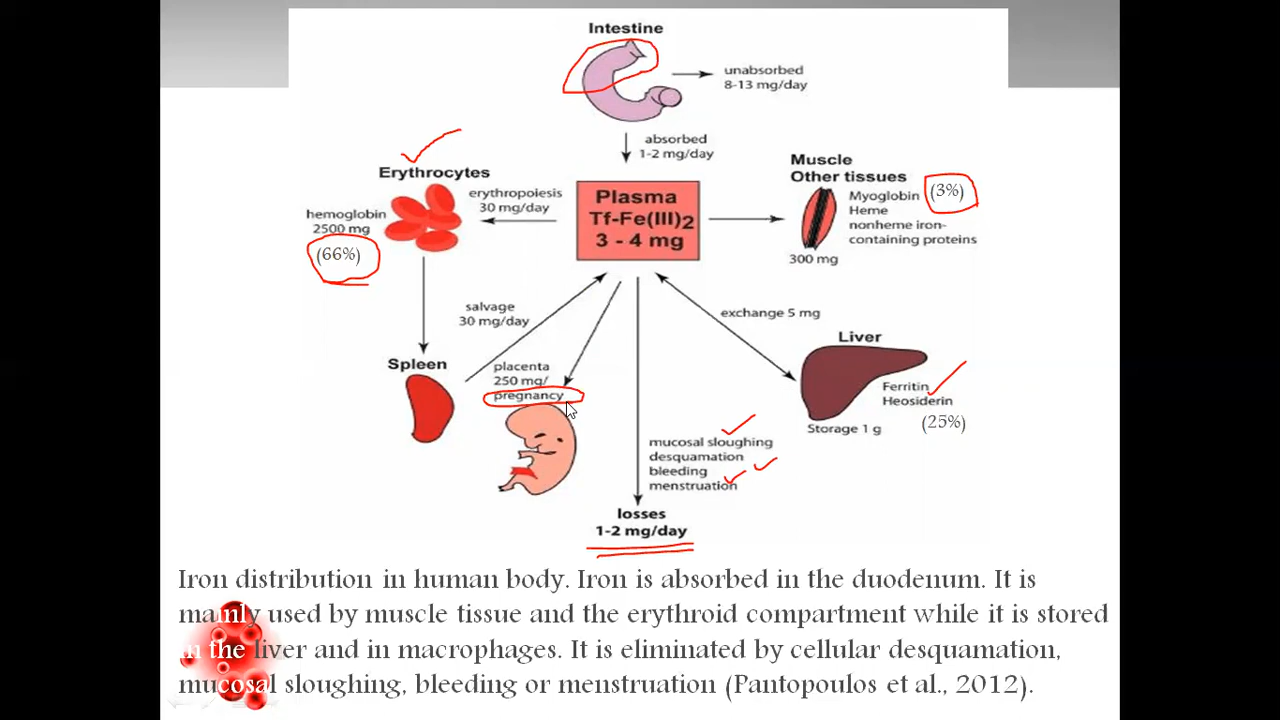 Intestine
unabsorbed
8-13 mg/day
absorbed
1-2 mg/day
Erythrocytes
hemoglobin
2500 mg
(66%)
erythropoiesis
30 mg/day
Plasma
Tf-Fe(III)2
3 - 4 mg
Muscle
Other tissues
Myoglobin (3%)
Heme
nonheme iron-
containing proteins
300 mg
salvage
30 mg/day
exchange 5 mg
Spleen
placenta
250 mg/
pregnancy
Liver
Ferritin
Heosiderin
(25%)
Storage 1 g
mucosal sloughing
desquamation
bleeding
menstruation
losses
1-2 mg/day
Iron distribution in human body. Iron is absorbed in the duodenum. It is
mainly used by muscle tissue and the erythroid compartment while it is stored
in the liver and in macrophages. It is eliminated by cellular desquamation,
mucosal sloughing, bleeding or menstruation (Pantopoulos et al., 2012).